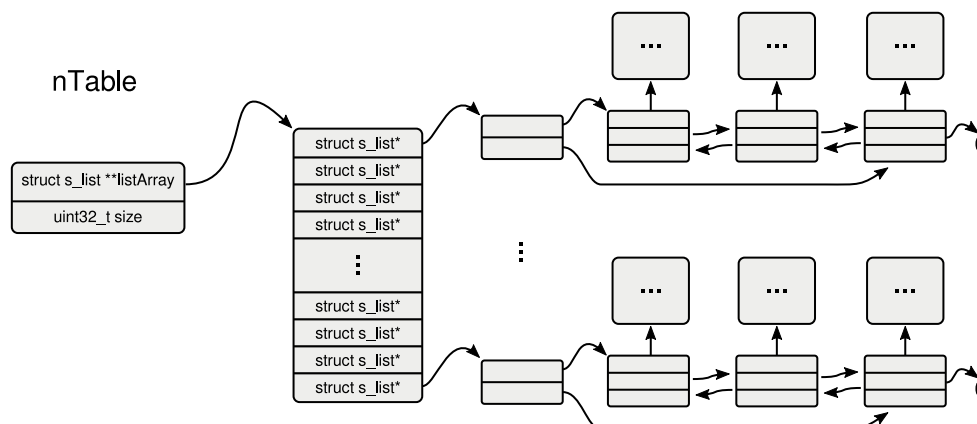 nTable
struct s_list **listArray
uint32_t size
struct s_list*
struct s_list*
struct s_list*
struct s_list*
⋮
struct s_list*
struct s_list*
struct s_list*
struct s_list*
⋮
...
...
...
...
...
...